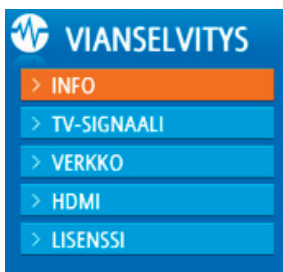 VIANSELVITYS
> INFO
> TV-SIGNAALI
> VERKKO
> HDMI
> LISENSSI